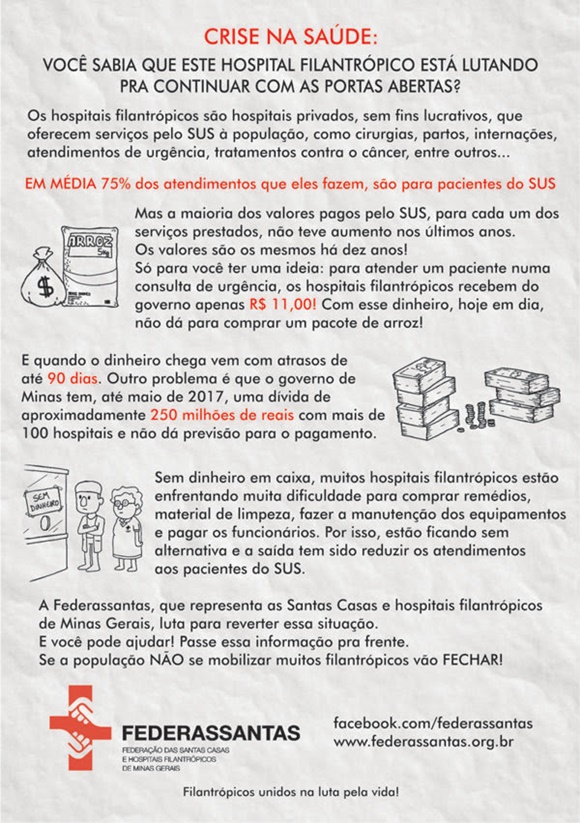 CRISE NA SAÚDE:
VOCÊ SABIA QUE ESTE HOSPITAL FILANTRÓPICO ESTÁ LUTANDO
PRA CONTINUAR COM AS PORTAS ABERTAS?
Os hospitais filantrópicos são hospitais privados, sem fins lucrativos, que
oferecem serviços pelo SUS à população, como cirurgias, partos, internações,
atendimentos de urgência, tratamentos contra o câncer, entre outros...
EM MÉDIA 75% dos atendimentos que eles fazem, são para pacientes do SUS
ARROZ
5kg
$
Mas a maioria dos valores pagos pelo SUS, para cada um dos
serviços prestados, não teve aumento nos últimos anos.
Os valores são os mesmos há dez anos!
Só para você ter uma ideia: para atender um paciente numa
consulta de urgência, os hospitais filantrópicos recebem do
governo apenas R$ 11,00! Com esse dinheiro, hoje em dia,
não dá para comprar um pacote de arroz!
E quando o dinheiro chega vem com atrasos de
até 90 dias. Outro problema é que o governo de
Minas tem, até maio de 2017, uma dívida de
aproximadamente 250 milhões de reais com mais de
100 hospitais e não dá previsão para o pagamento.
SEM
DINHEIRO
Sem dinheiro em caixa, muitos hospitais filantrópicos estão
enfrentando muita dificuldade para comprar remédios,
material de limpeza, fazer a manutenção dos equipamentos
e pagar os funcionários. Por isso, estão ficando sem
alternativa e a saída tem sido reduzir os atendimentos
aos pacientes do SUS.
A Federassantas, que representa as Santas Casas e hospitais filantrópicos
de Minas Gerais, luta para reverter essa situação.
E você pode ajudar! Passe essa informação pra frente.
Se a população NÃO se mobilizar muitos filantrópicos vão FECHAR!
FEDERASSANTAS
FEDERAÇÃO DAS SANTAS CASAS
E HOSPITAIS FILANTRÓPICOS
DE MINAS GERAIS
facebook.com/federassantas
www.federassantas.org.br
Filantrópicos unidos na luta pela vida!